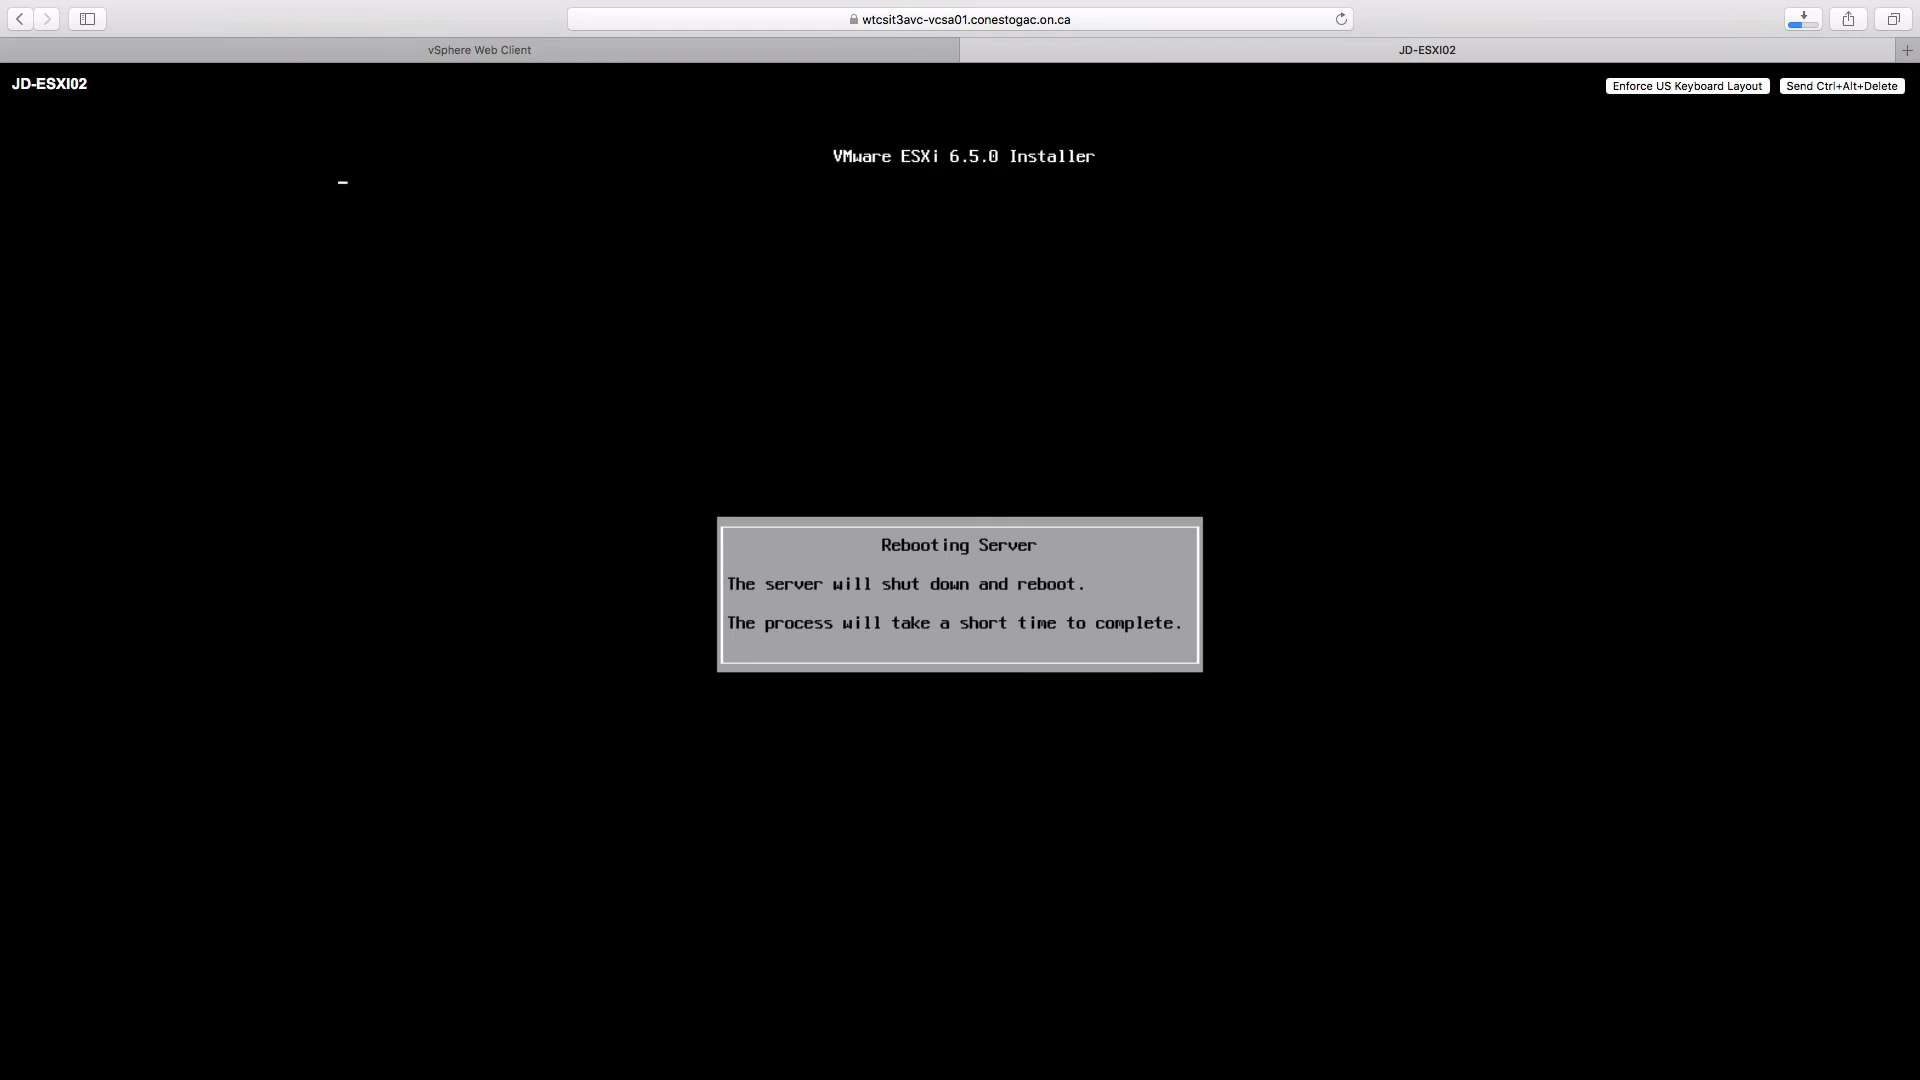 wtcsit3avc-vcsa01.conestogac.on.ca
vSphere Web Client
JD-ESXI02
JD-ESXI02
Enforce US Keyboard Layout
Send Ctrl+Alt+Delete
VMware ESXi 6.5.0 Installer
Rebooting Server
The server will shut down and reboot.
The process will take a short time to complete.